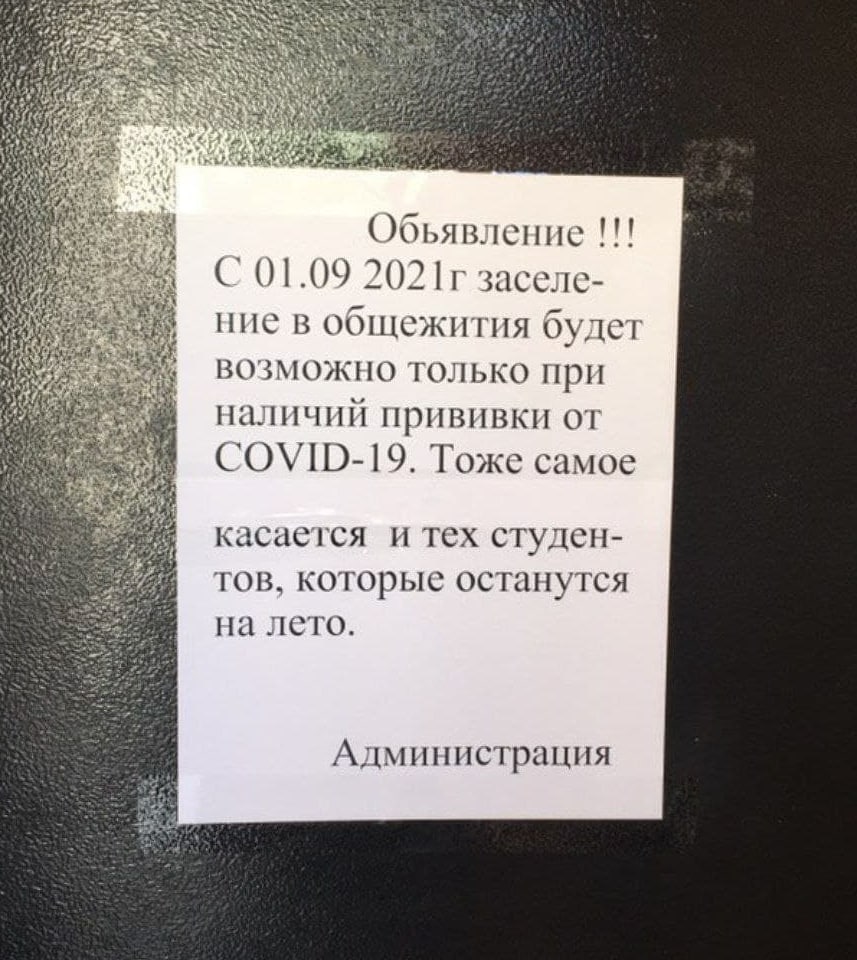 Обьявление !!!
С 01.09 2021г заселе-
ние в общежития будет
возможно только при
наличий прививки от
COVID-19. Тоже самое
касается и тех студен-
тов, которые останутся
на лето.
Администрация